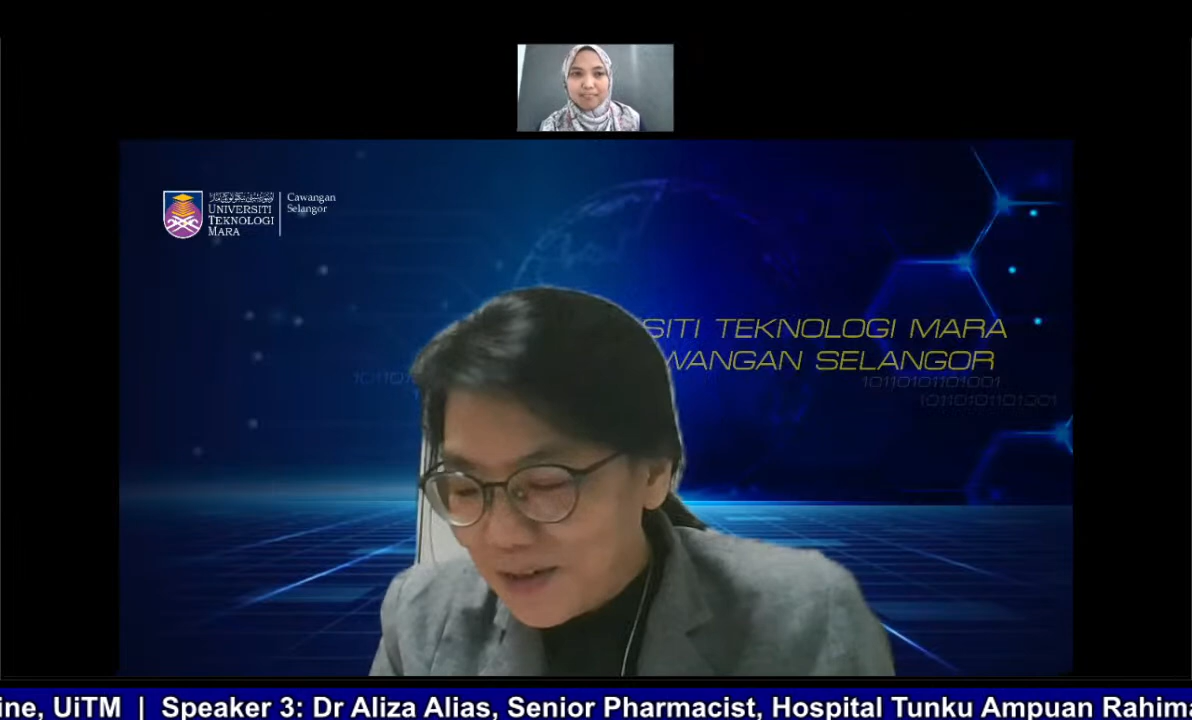 UNIVERSITI
TEKNOLOGI
MARA
Cawangan
Selangor
SITI TEKNOLOGI MARA
WANGAN SELANGOR
10110101101001
10110101101001
ine, UiTM | Speaker 3: Dr Aliza Alias, Senior Pharmacist, Hospital Tunku Ampuan Rahima